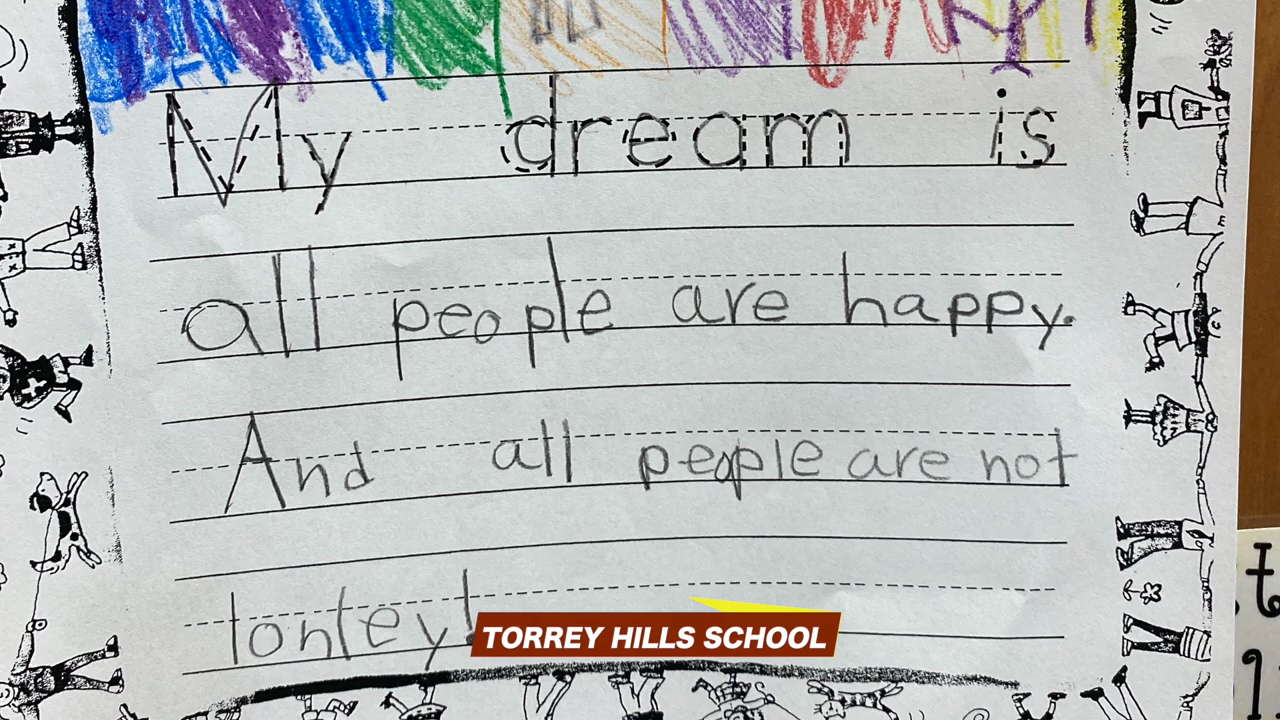 My dream is
all people are happy.
And all people are not
lonley!
TORREY HILLS SCHOOL